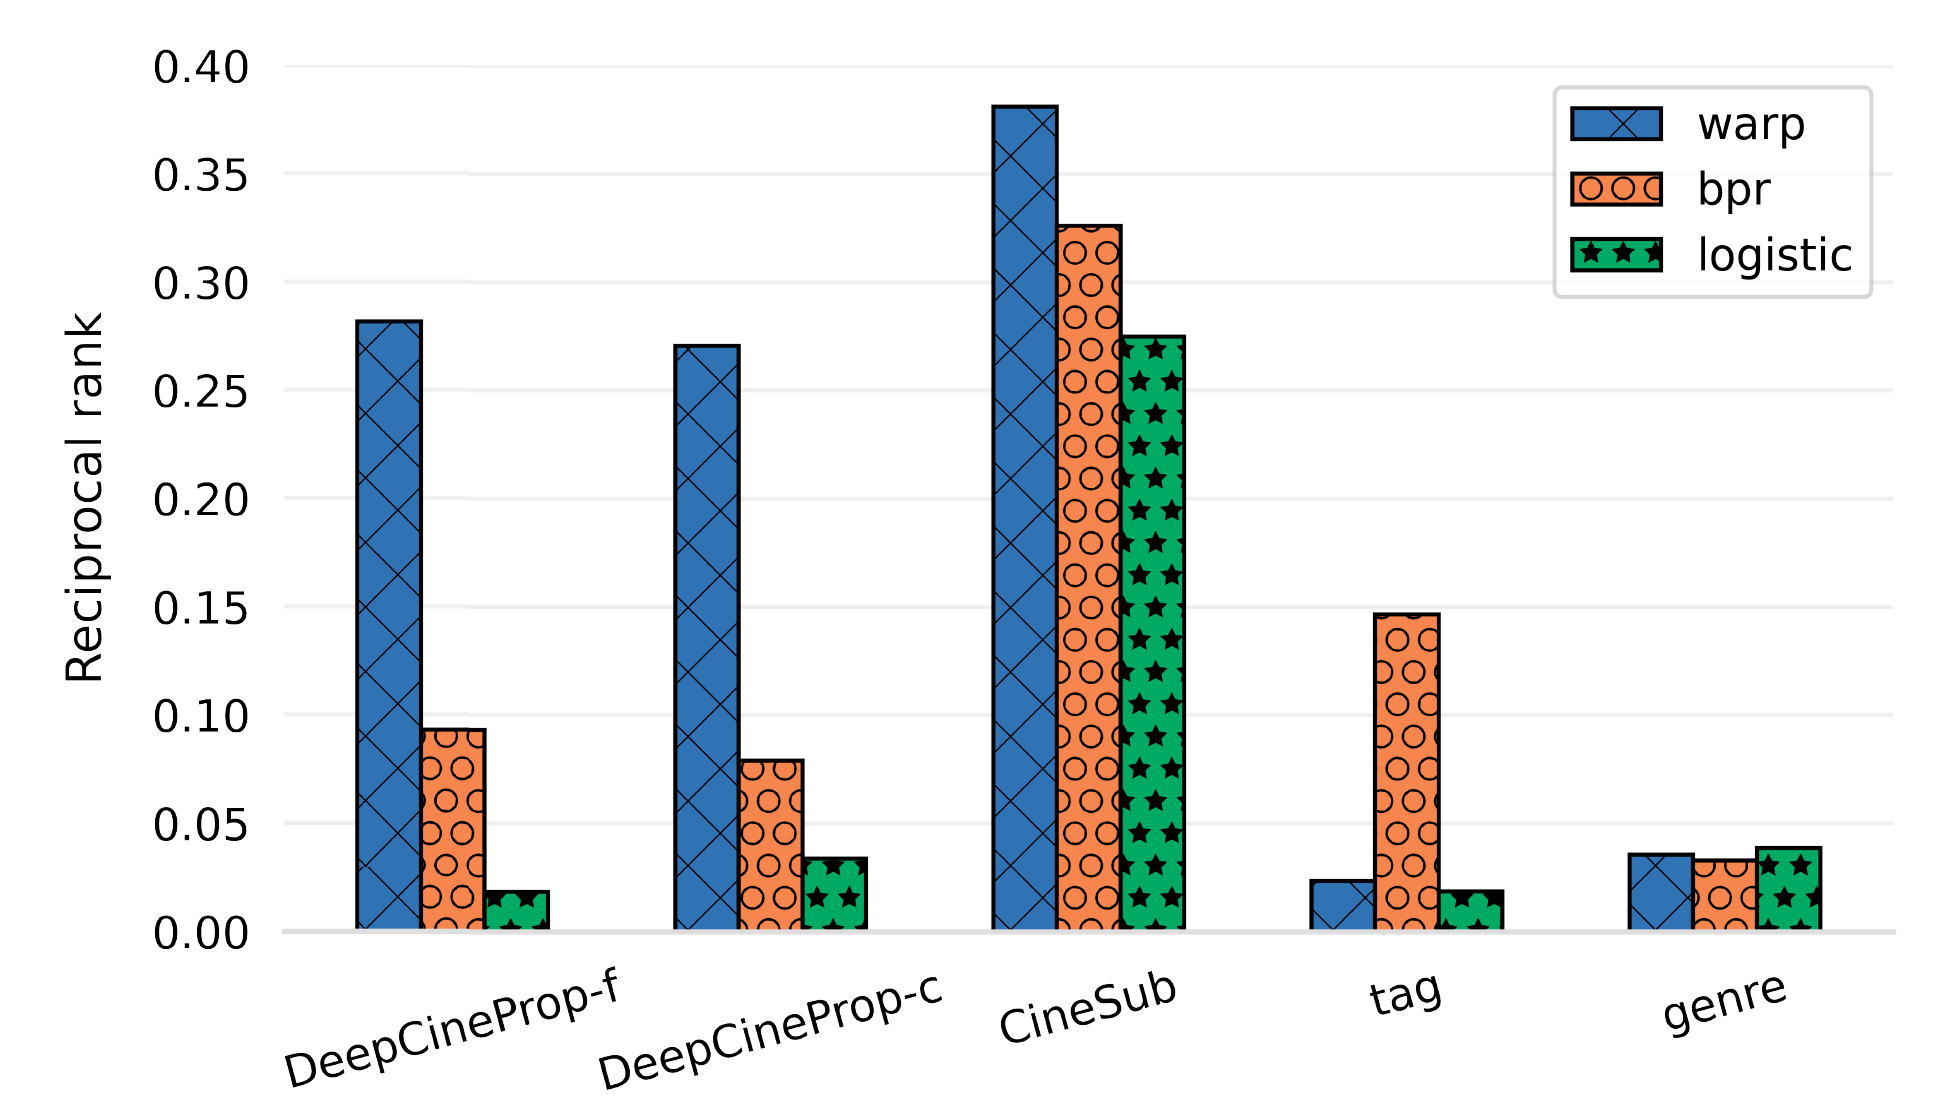 0.40
0.35
0.30
0.25
0.20
0.15
0.10
0.05
0.00
Reciprocal rank
warp
bpr
logistic
DeepCineProp-f
DeepCineProp-c
CineSub
tag
genre